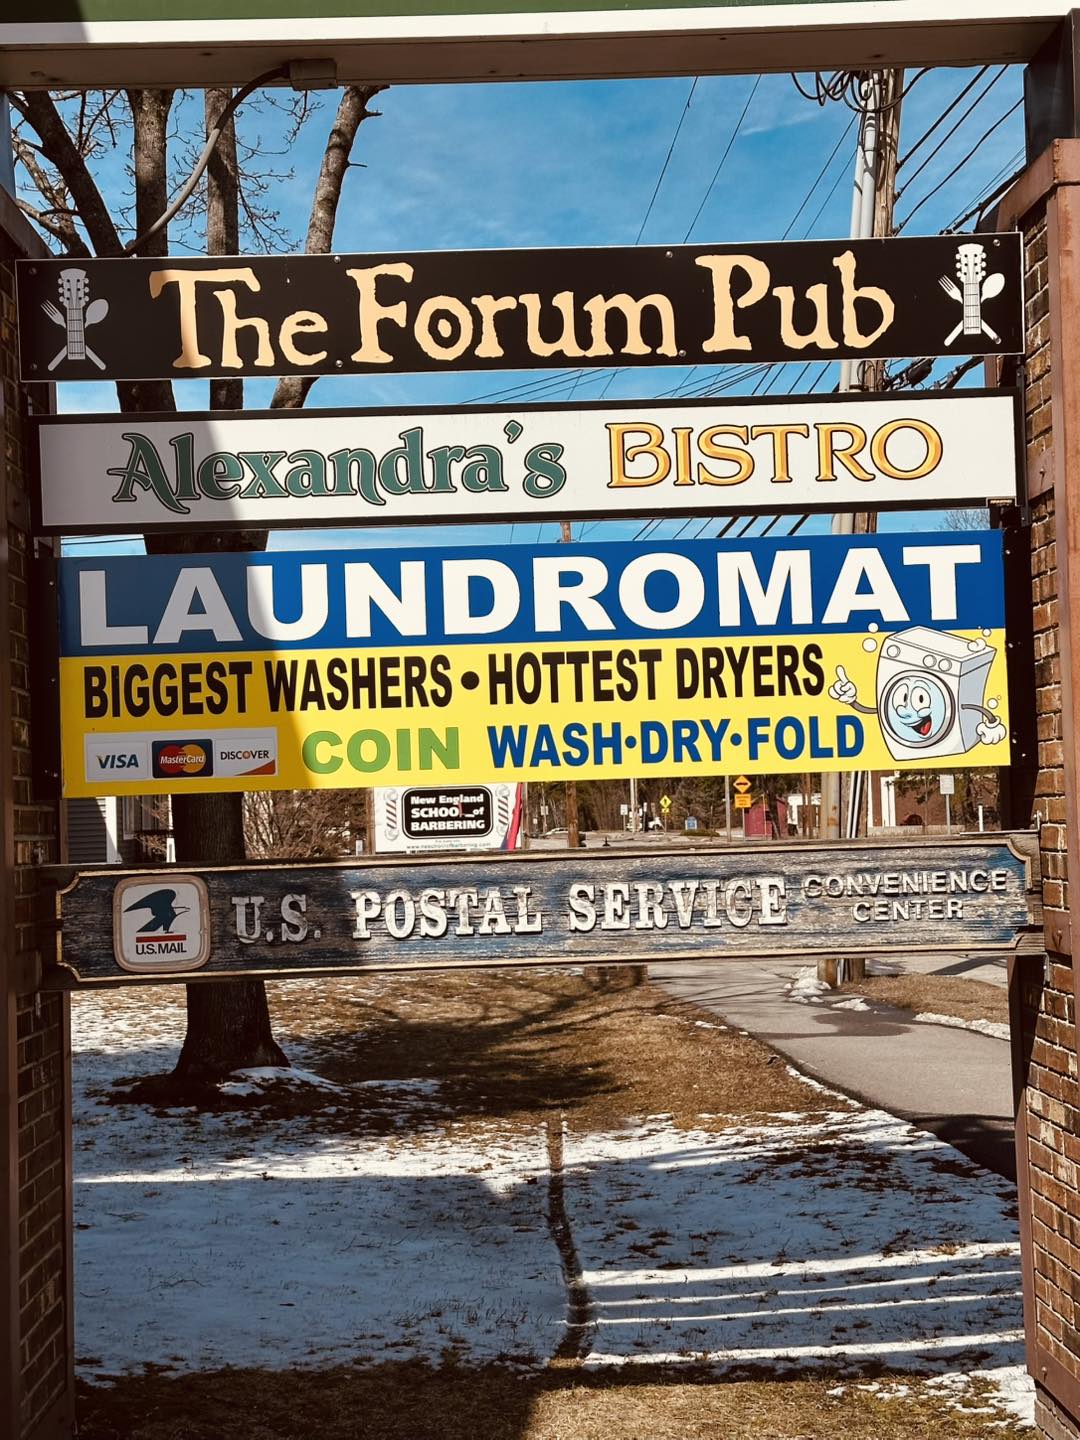 The Forum Pub
Alexandra's BISTRO
LAUNDROMAT
BIGGEST WASHERS • HOTTEST DRYERS
VISA MasterCard DISCOVER COIN WASH•DRY•FOLD
New England
SCHOOL of
BARBERING
U.S. MAIL
U.S. POSTAL SERVICE CONVENIENCE
CENTER